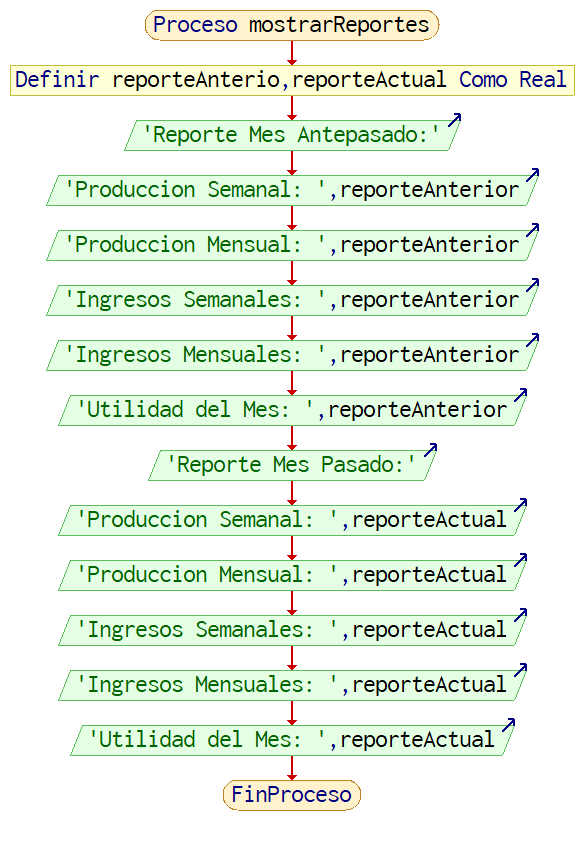 Proceso mostrarReportes
Definir reporteAnterio,reporteActual Como Real
'Reporte Mes Antepasado:'
'Produccion Semanal: ',reporteAnterior
'Produccion Mensual: ',reporteAnterior
'Ingresos Semanales: ',reporteAnterior
'Ingresos Mensuales: ',reporteAnterior
'Utilidad del Mes: ',reporteAnterior
'Reporte Mes Pasado:'
'Produccion Semanal: ',reporteActual
'Produccion Mensual: ',reporteActual
'Ingresos Semanales: ',reporteActual
'Ingresos Mensuales: ',reporteActual
'Utilidad del Mes: ',reporteActual
FinProceso